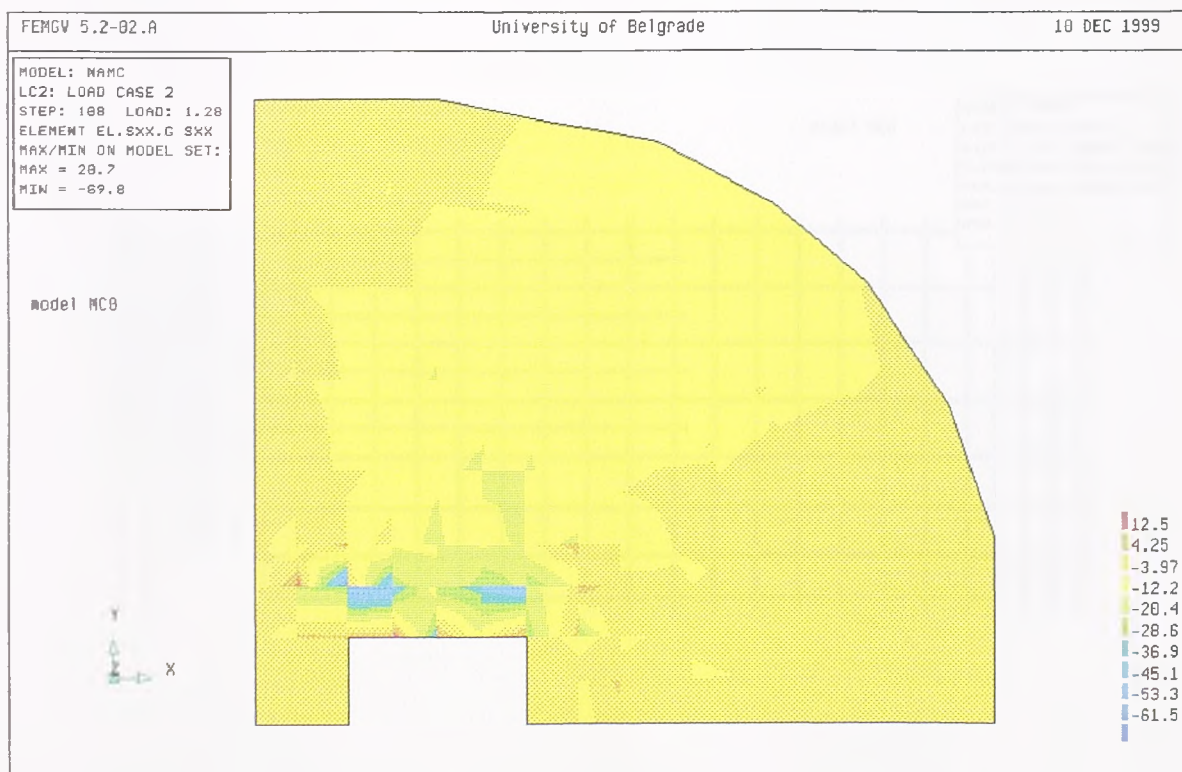 FEMGV 5.2-02.A University of Belgrade 10 DEC 1999
MODEL: NAMC
LC2: LOAD CASE 2
STEP: 108 LOAD: 1.28
ELEMENT EL.SXX.G SXX
MAX/MIN ON MODEL SET:
MAX = 20.7
MIN = -69.8
model MC0
12.5
4.25
-3.97
-12.2
-20.4
-28.6
-36.9
-45.1
-53.3
-61.5
Y
Z
X